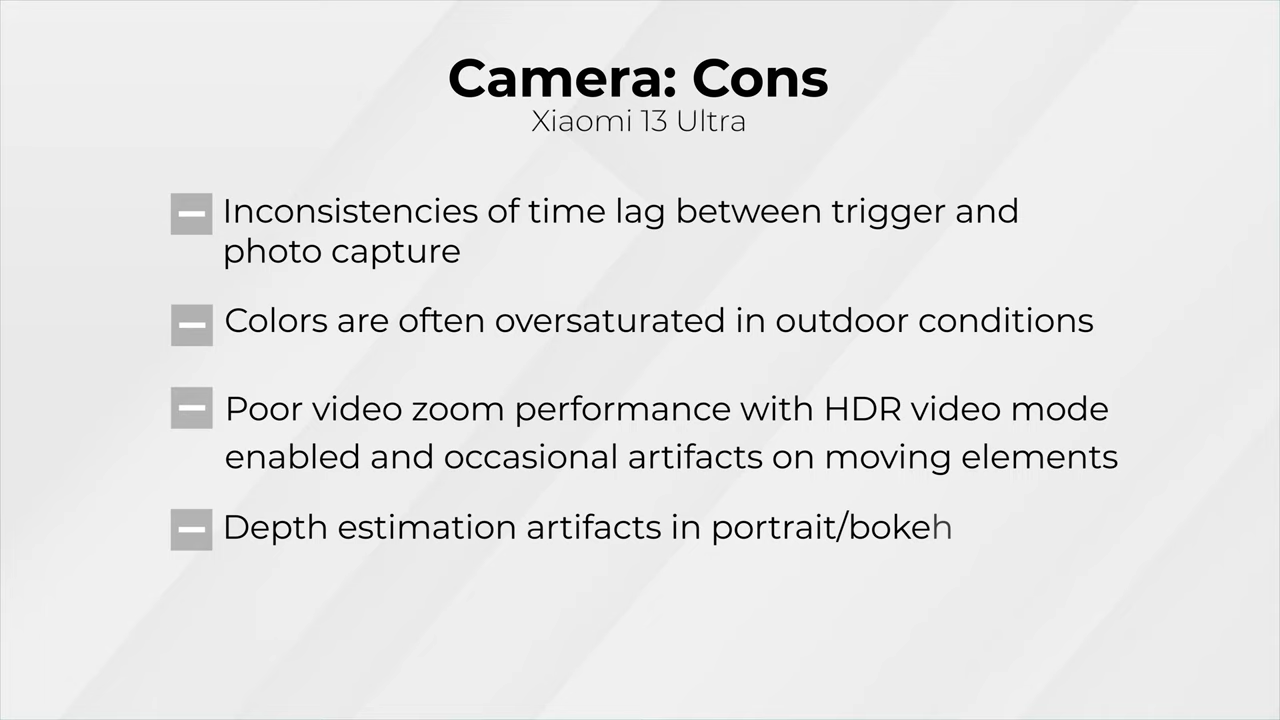 Camera: Cons
Xiaomi 13 Ultra
Inconsistencies of time lag between trigger and
photo capture
Colors are often oversaturated in outdoor conditions
Poor video zoom performance with HDR video mode
enabled and occasional artifacts on moving elements
Depth estimation artifacts in portrait/bokeh